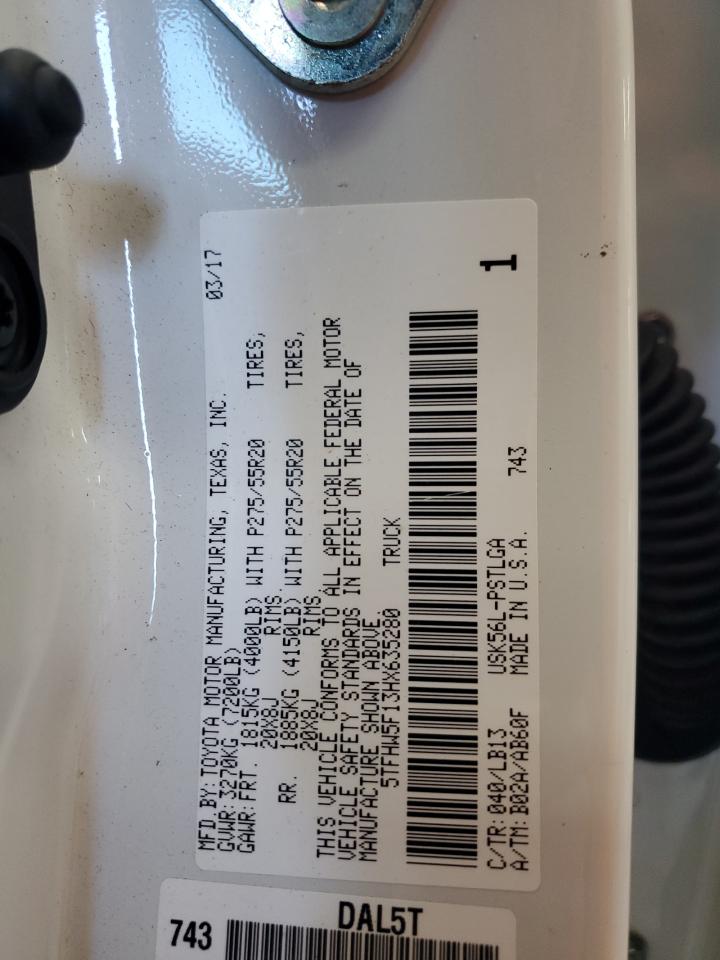 MFD.BY:TOYOTA MOTOR MANUFACTURING, TEXAS, INC. 03/17
GVWR:3270KG (7200LB)
GAWR:FRT. 1815KG (4000LB) WITH P275/55R20 TIRES,
20X8J RIMS.
RR. 1885KG (4150LB) WITH P275/55R20 TIRES,
20X8J RIMS.
THIS VEHICLE CONFORMS TO ALL APPLICABLE FEDERAL MOTOR
VEHICLE SAFETY STANDARDS IN EFFECT ON THE DATE OF
MANUFACTURE SHOWN ABOVE.
5TFHW5F13HX635280 TRUCK
1
C/TR:040/LB13 USK56L-PSTLGA
A/TM:B02A/AB60F MADE IN U.S.A. 743
743 DAL5T